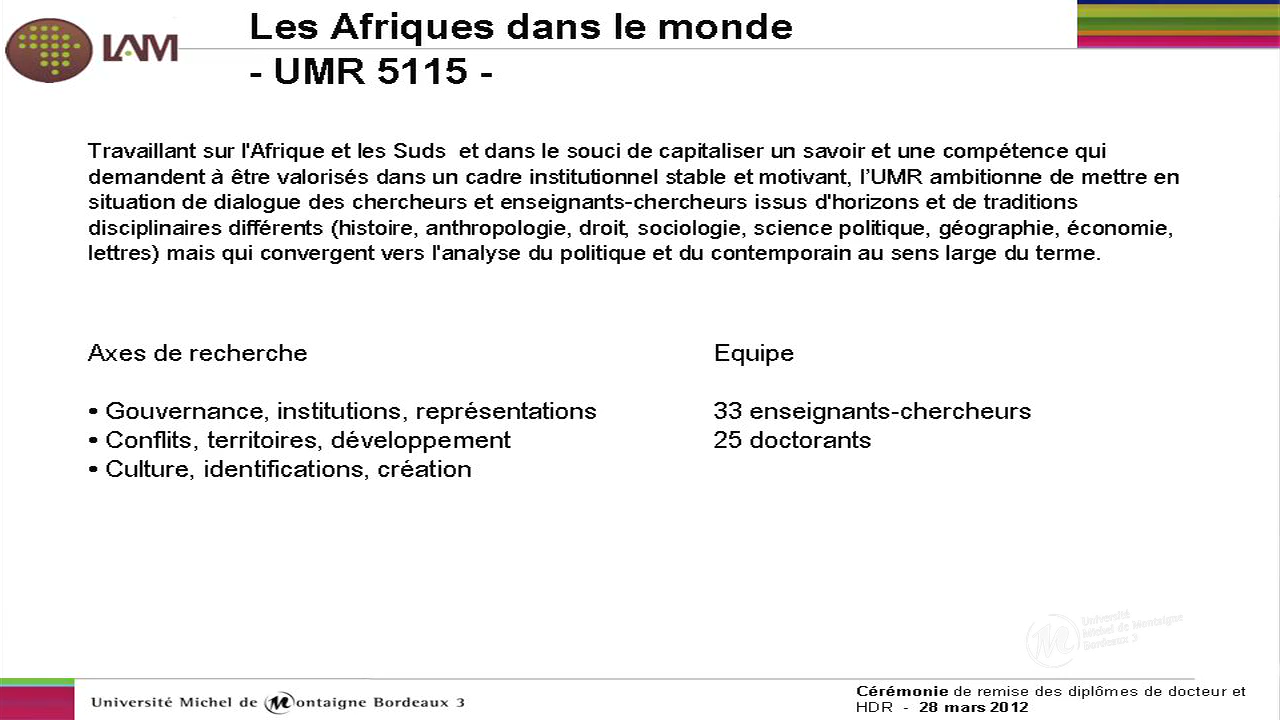 LAM
Les Afriques dans le monde
- UMR 5115 -
Travaillant sur l'Afrique et les Suds et dans le souci de capitaliser un savoir et une compétence qui
demandent à être valorisés dans un cadre institutionnel stable et motivant, l’UMR ambitionne de mettre en
situation de dialogue des chercheurs et enseignants-chercheurs issus d'horizons et de traditions
disciplinaires différents (histoire, anthropologie, droit, sociologie, science politique, géographie, économie,
lettres) mais qui convergent vers l'analyse du politique et du contemporain au sens large du terme.
Axes de recherche
• Gouvernance, institutions, représentations
• Conflits, territoires, développement
• Culture, identifications, création
Equipe
33 enseignants-chercheurs
25 doctorants
Université
Michel de Montaigne
Bordeaux 3
Université Michel de Montaigne Bordeaux 3
Cérémonie de remise des diplômes de docteur et
HDR - 28 mars 2012